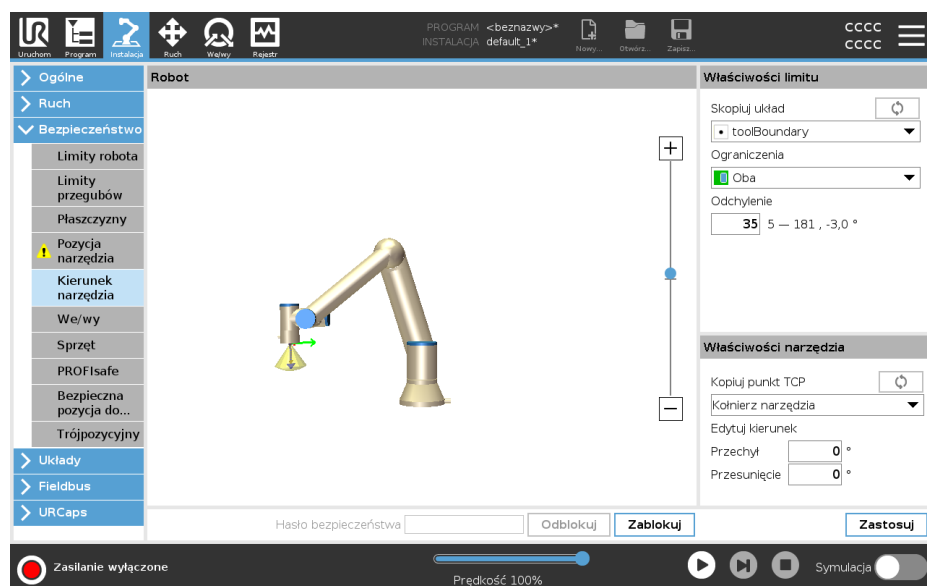 UR
PROGRAM <beznazwy>*
INSTALACJA default_1*
CCCC
CCCC
Uruchom Program Instalacja Ruch We/wy Rejestr
Nowy... Otwórz... Zapisz...
Ogólne
Ruch
Bezpieczeństwo
Limity robota
Limity
przegubów
Płaszczyzny
Pozycja
narzędzia
Kierunek
narzędzia
We/wy
Sprzęt
PROFIsafe
Bezpieczna
pozycja do...
Trójpozycyjny
Układy
Fieldbus
URCaps
Robot
Właściwości limitu
Skopiuj układ
toolBoundary
Ograniczenia
Oba
Odchylenie
35 5 — 181 , -3,0 °
Właściwości narzędzia
Kopiuj punkt TCP
Kołnierz narzędzia
Edytuj kierunek
Przechył 0 °
Przesunięcie 0 °
Hasło bezpieczeństwa Odblokuj Zablokuj Zastosuj
Zasilanie wyłączone
Prędkość 100%
Symulacja